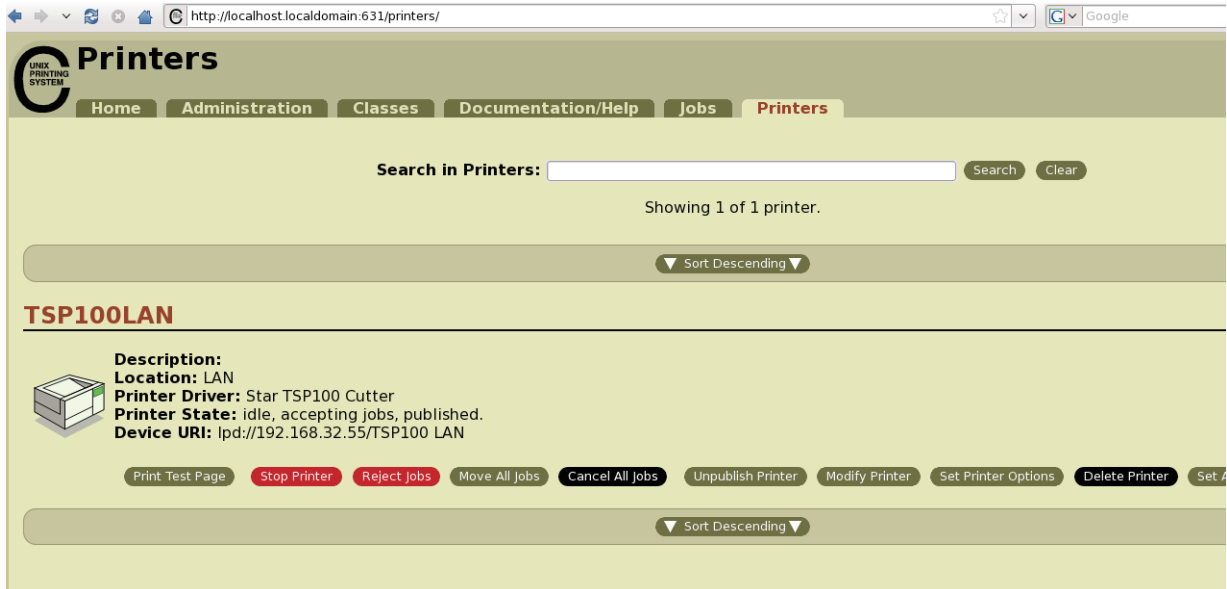 http://localhost.localdomain:631/printers/
Google
UNIX
PRINTING
SYSTEM
Printers
Home Administration Classes Documentation/Help Jobs Printers
Search in Printers: Search Clear
Showing 1 of 1 printer.
Sort Descending
TSP100LAN
Description:
Location: LAN
Printer Driver: Star TSP100 Cutter
Printer State: idle, accepting jobs, published.
Device URI: lpd://192.168.32.55/TSP100 LAN
Print Test Page Stop Printer Reject Jobs Move All Jobs Cancel All Jobs Unpublish Printer Modify Printer Set Printer Options Delete Printer Set A
Sort Descending